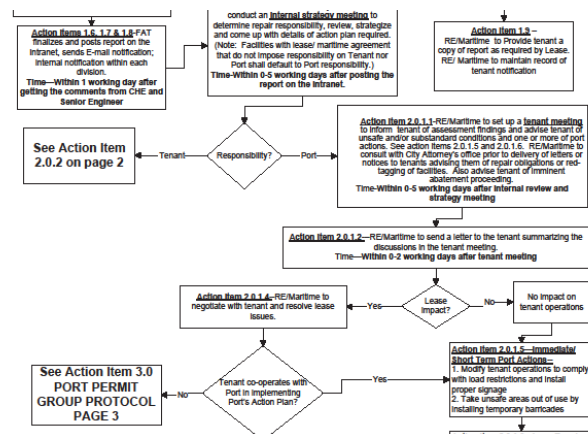 Action Items 1.6, 1.7 & 1.8-FAT
finalizes and posts report on the
Intranet, sends E-mail notification;
Internal notification within each
division.
Time—Within 1 working day after
getting the comments from CHE and
Senior Engineer
conduct an internal strategy meeting to
determine repair responsibility, review, strategize
and come up with details of action plan required.
(Note: Facilities with lease/ maritime agreement
that do not impose responsibility on Tenant nor
Port shall default to Port responsibility.)
Time-Within 0-5 working days after posting
the report on the Intranet.
Action Item 1.9 –
RE/Maritime to Provide tenant a
copy of report as required by Lease.
RE/ Maritime to maintain record of
tenant notification
See Action Item
2.0.2 on page 2
Tenant
Responsibility?
Port
Action Item 2.0.1.1-RE/Maritime to set up a tenant meeting
to inform tenant of assessment findings and advise tenant of
unsafe and/or substandard conditions and one or more of port
actions. See action items 2.0.1.5 and 2.0.1.6. RE/Maritime to
consult with City Attorney's office prior to delivery of letters or
notices to tenants advising them of repair obligations or red-
tagging of facilities. Also advise tenant of imminent
abatement proceeding.
Time-Within 0-5 working days after internal review and
strategy meeting
Action Item 2.0.1.2—RE/Maritime to send a letter to the tenant summarizing the
discussions in the tenant meeting.
Time—Within 0-2 working days after tenant meeting
Action Item 2.0.1.4–RE/Maritime to
negotiate with tenant and resolve lease
issues.
Yes
Lease
Impact?
No
No Impact on
tenant operations
See Action Item 3.0
PORT PERMIT
GROUP PROTOCOL
PAGE 3
No
Tenant co-operates with
Port in implementing
Port's Action Plan?
Yes
Action Item 2.0.1.5—Immediate/
Short Term Port Actions–
1. Modify tenant operations to comply
with load restrictions and install
proper signage
2. Take unsafe areas out of use by
installing temporary barricades